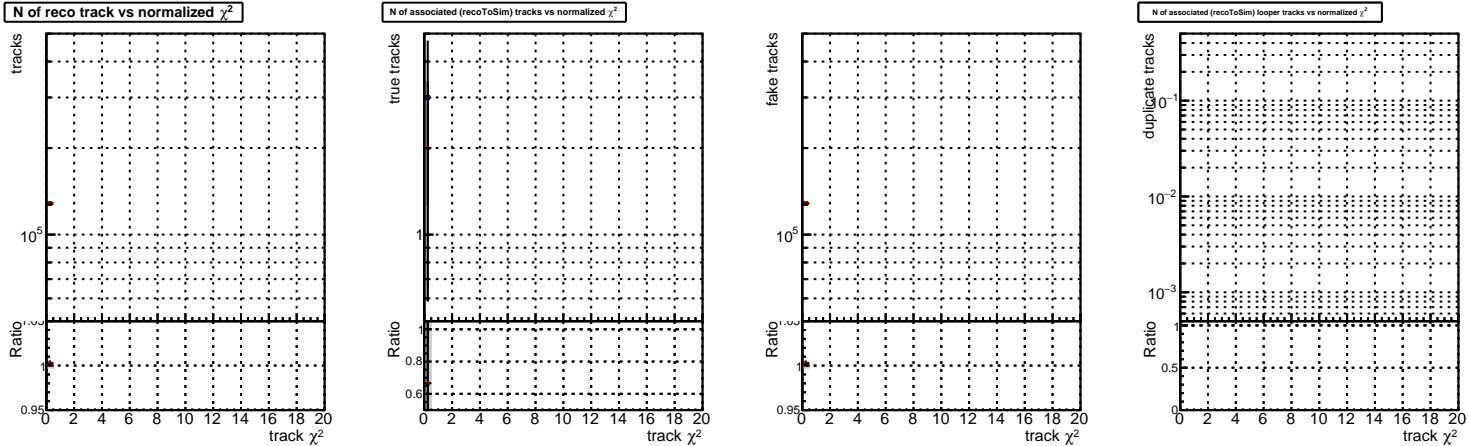 N of reco track vs normalized χ²
tracks
10⁵
Ratio
1.05
1
0.95
0 2 4 6 8 10 12 14 16 18 20
track χ²
N of associated (recoToSim) tracks vs normalized χ²
true tracks
1
Ratio
1
0.8
0.6
0 2 4 6 8 10 12 14 16 18 20
track χ²
fake tracks
10⁵
Ratio
1.05
1
0.95
0 2 4 6 8 10 12 14 16 18 20
track χ²
N of associated (recoToSim) looper tracks vs normalized χ²
duplicate tracks
10⁻¹
10⁻²
10⁻³
Ratio
1
0.5
0
0 2 4 6 8 10 12 14 16 18 20
track χ²